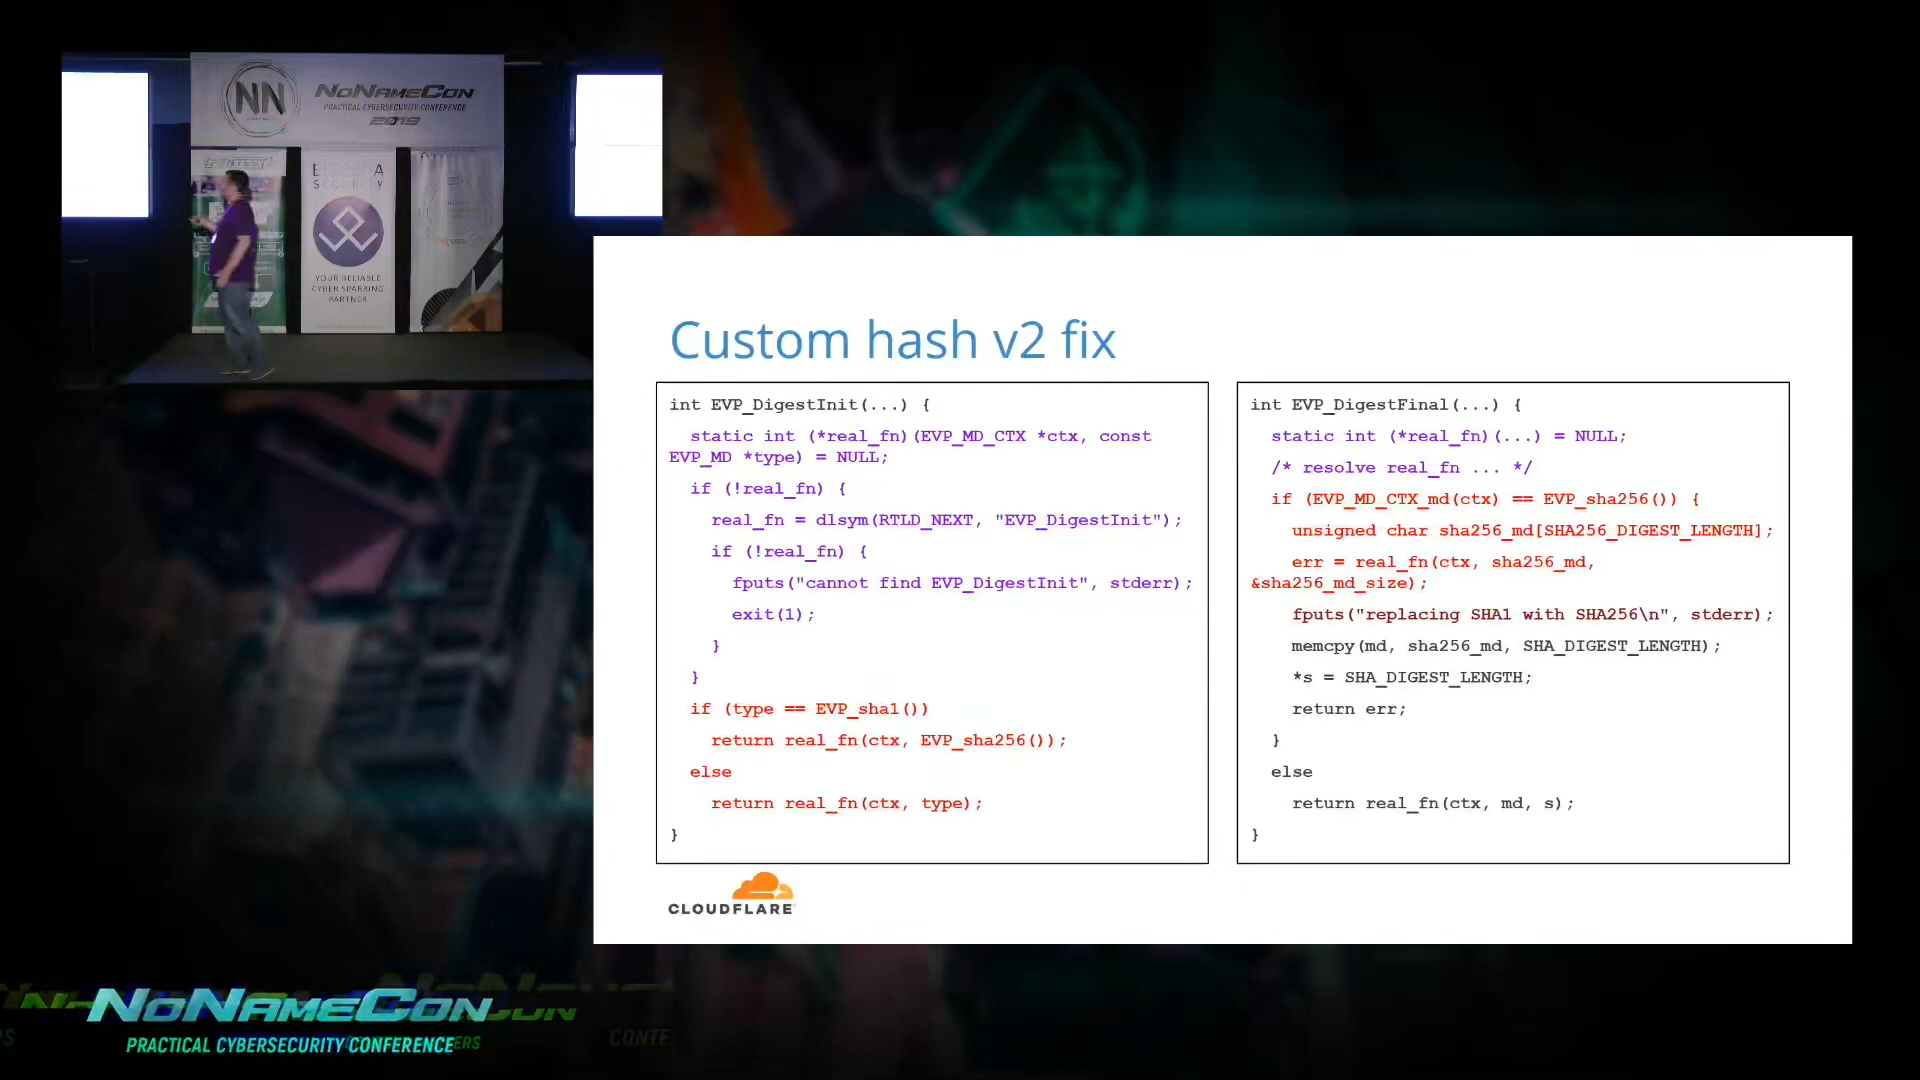 NN
NoNameCon
PRACTICAL CYBERSECURITY CONFERENCE
2019
SECURITY
YOUR RELIABLE
CYBER SPARRING
PARTNER
Custom hash v2 fix
int EVP_DigestInit(...) {
static int (*real_fn)(EVP_MD_CTX *ctx, const
EVP_MD *type) = NULL;
if (!real_fn) {
real_fn = dlsym(RTLD_NEXT, "EVP_DigestInit");
if (!real_fn) {
fputs("cannot find EVP_DigestInit", stderr);
exit(1);
}
}
if (type == EVP_sha1())
return real_fn(ctx, EVP_sha256());
else
return real_fn(ctx, type);
}
int EVP_DigestFinal(...) {
static int (*real_fn)(...) = NULL;
/* resolve real_fn ... */
if (EVP_MD_CTX_md(ctx) == EVP_sha256()) {
unsigned char sha256_md[SHA256_DIGEST_LENGTH];
err = real_fn(ctx, sha256_md,
&sha256_md_size);
fputs("replacing SHA1 with SHA256\n", stderr);
memcpy(md, sha256_md, SHA_DIGEST_LENGTH);
*s = SHA_DIGEST_LENGTH;
return err;
}
else
return real_fn(ctx, md, s);
}
CLOUDFLARE
NoNameCon
PRACTICAL CYBERSECURITY CONFERENCE